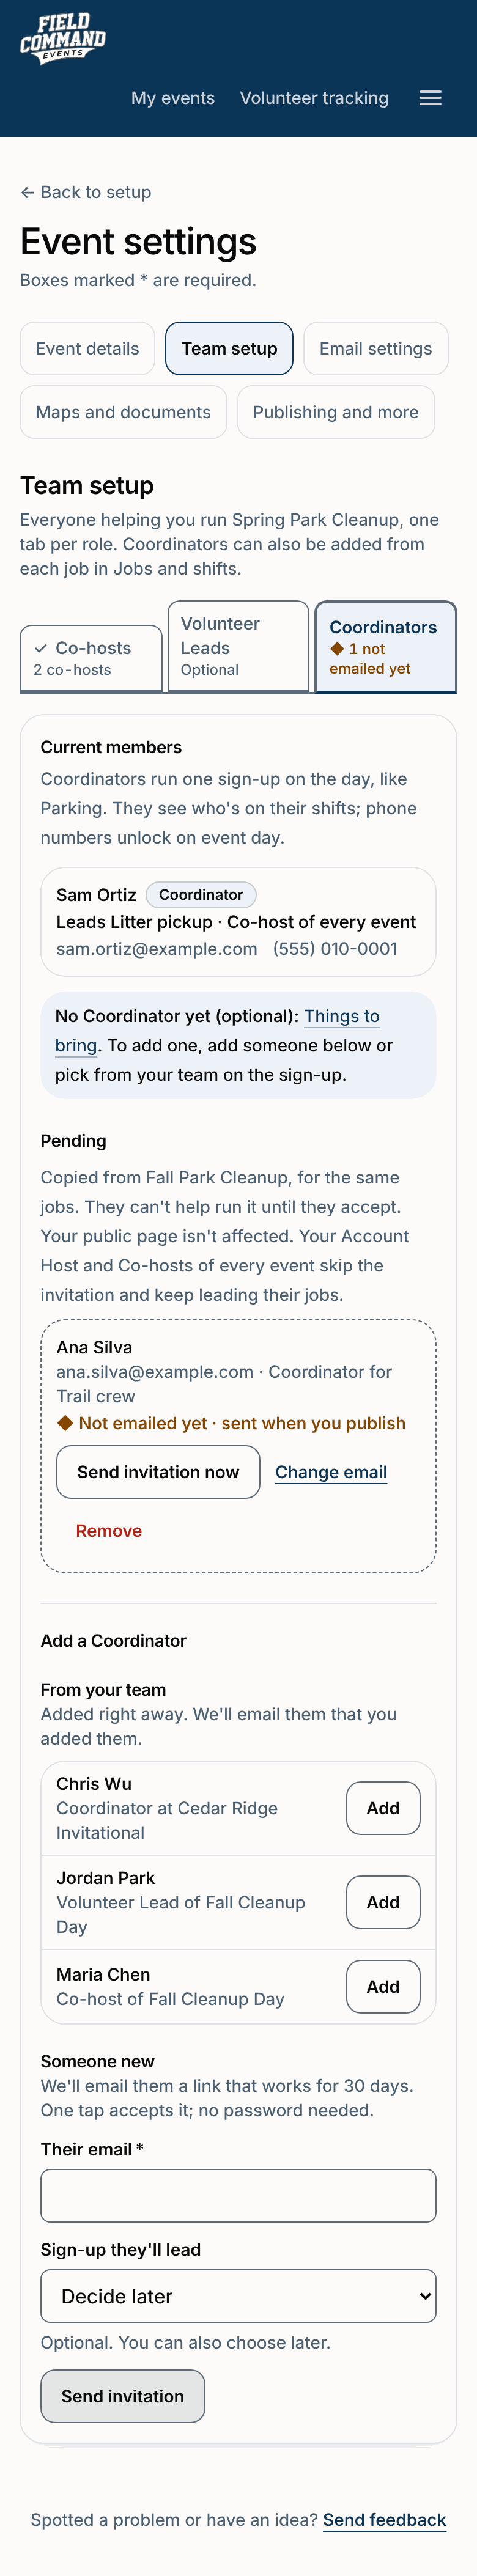 FIELD
COMMAND
EVENTS
My events Volunteer tracking
← Back to setup
Event settings
Boxes marked * are required.
Event details Team setup Email settings
Maps and documents Publishing and more
Team setup
Everyone helping you run Spring Park Cleanup, one
tab per role. Coordinators can also be added from
each job in Jobs and shifts.
✓ Co-hosts
2 co-hosts
Volunteer
Leads
Optional
Coordinators
◆ 1 not
emailed yet
Current members
Coordinators run one sign-up on the day, like
Parking. They see who's on their shifts; phone
numbers unlock on event day.
Sam Ortiz Coordinator
Leads Litter pickup · Co-host of every event
sam.ortiz@example.com (555) 010-0001
No Coordinator yet (optional): Things to
bring. To add one, add someone below or
pick from your team on the sign-up.
Pending
Copied from Fall Park Cleanup, for the same
jobs. They can't help run it until they accept.
Your public page isn't affected. Your Account
Host and Co-hosts of every event skip the
invitation and keep leading their jobs.
Ana Silva
ana.silva@example.com · Coordinator for
Trail crew
◆ Not emailed yet · sent when you publish
Send invitation now Change email
Remove
Add a Coordinator
From your team
Added right away. We'll email them that you
added them.
Chris Wu
Coordinator at Cedar Ridge
Invitational
Add
Jordan Park
Volunteer Lead of Fall Cleanup
Day
Add
Maria Chen
Co-host of Fall Cleanup Day
Add
Someone new
We'll email them a link that works for 30 days.
One tap accepts it; no password needed.
Their email *
Sign-up they'll lead
Decide later
Optional. You can also choose later.
Send invitation
Spotted a problem or have an idea? Send feedback